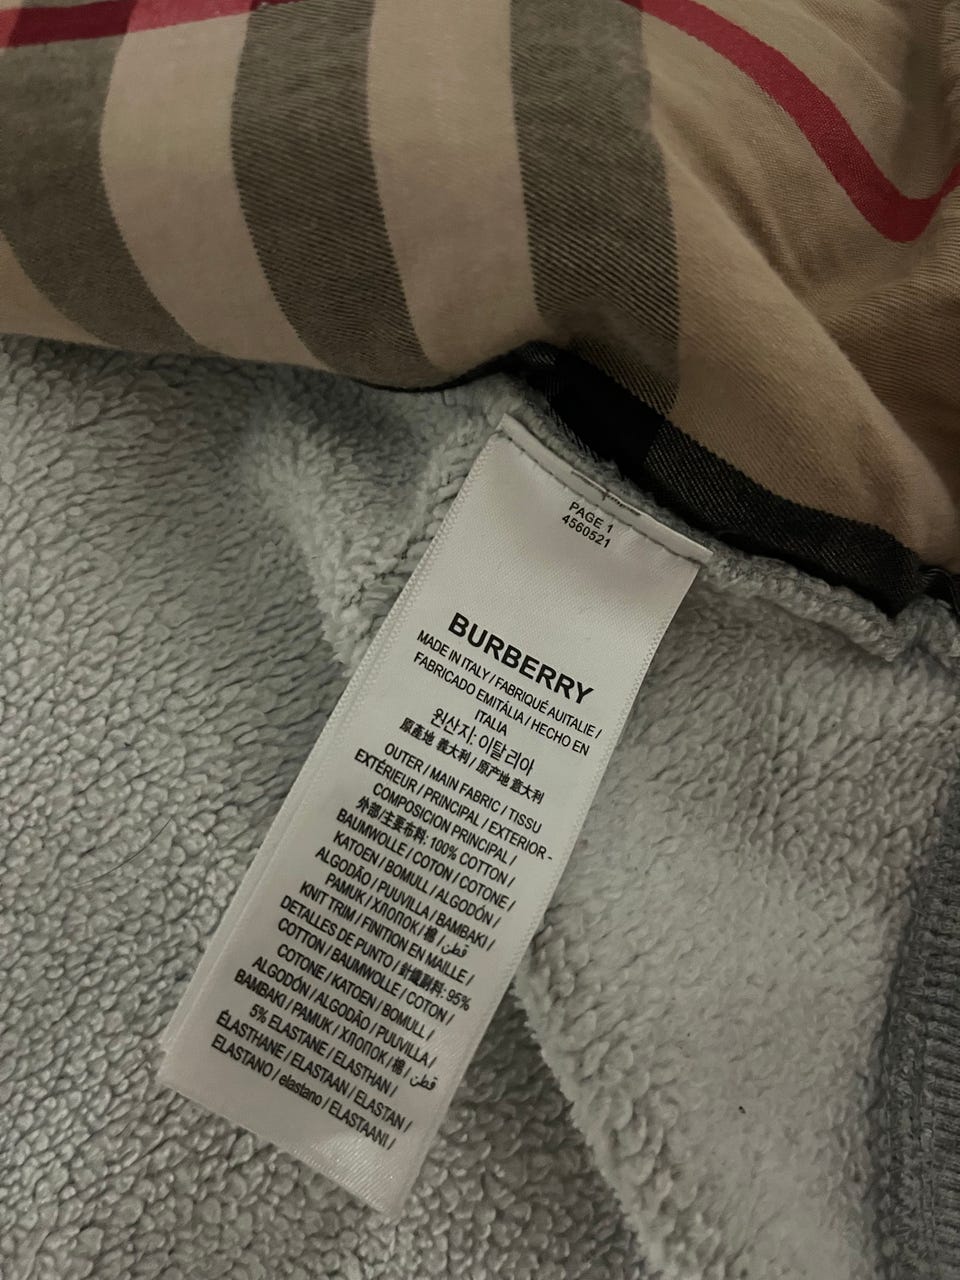 PAGE 1
4560521
BURBERRY
MADE IN ITALY / FABRIQUÉ AUITALIE /
FABRICADO EMITÁLIA / HECHO EN
ITALIA
원산지: 이탈리아
原產地 義大利 / 原产地 意大利
OUTER / MAIN FABRIC / TISSU
EXTÉRIEUR / PRINCIPAL / EXTERIOR -
COMPOSICION PRINCIPAL /
外部/主要布料: 100% COTTON /
BAUMWOLLE / COTON / COTONE /
KATOEN / BOMULL / ALGODÓN /
ALGODÃO / PUUVILLA / BAMBAKI /
PAMUK / ХЛОПОК / 棉 / قطن
KNIT TRIM / FINITION EN MAILLE /
DETALLES DE PUNTO / 針織副料: 95%
COTTON / BAUMWOLLE / COTON /
COTONE / KATOEN / BOMULL /
ALGODÓN / ALGODÃO / PUUVILLA /
BAMBAKI / PAMUK / ХЛОПОК / 棉 / قطن
5% ELASTANE / ELASTHAN /
ÉLASTHANE / ELASTAAN / ELASTAN /
ELASTANO / elastano / ELASTAANI /